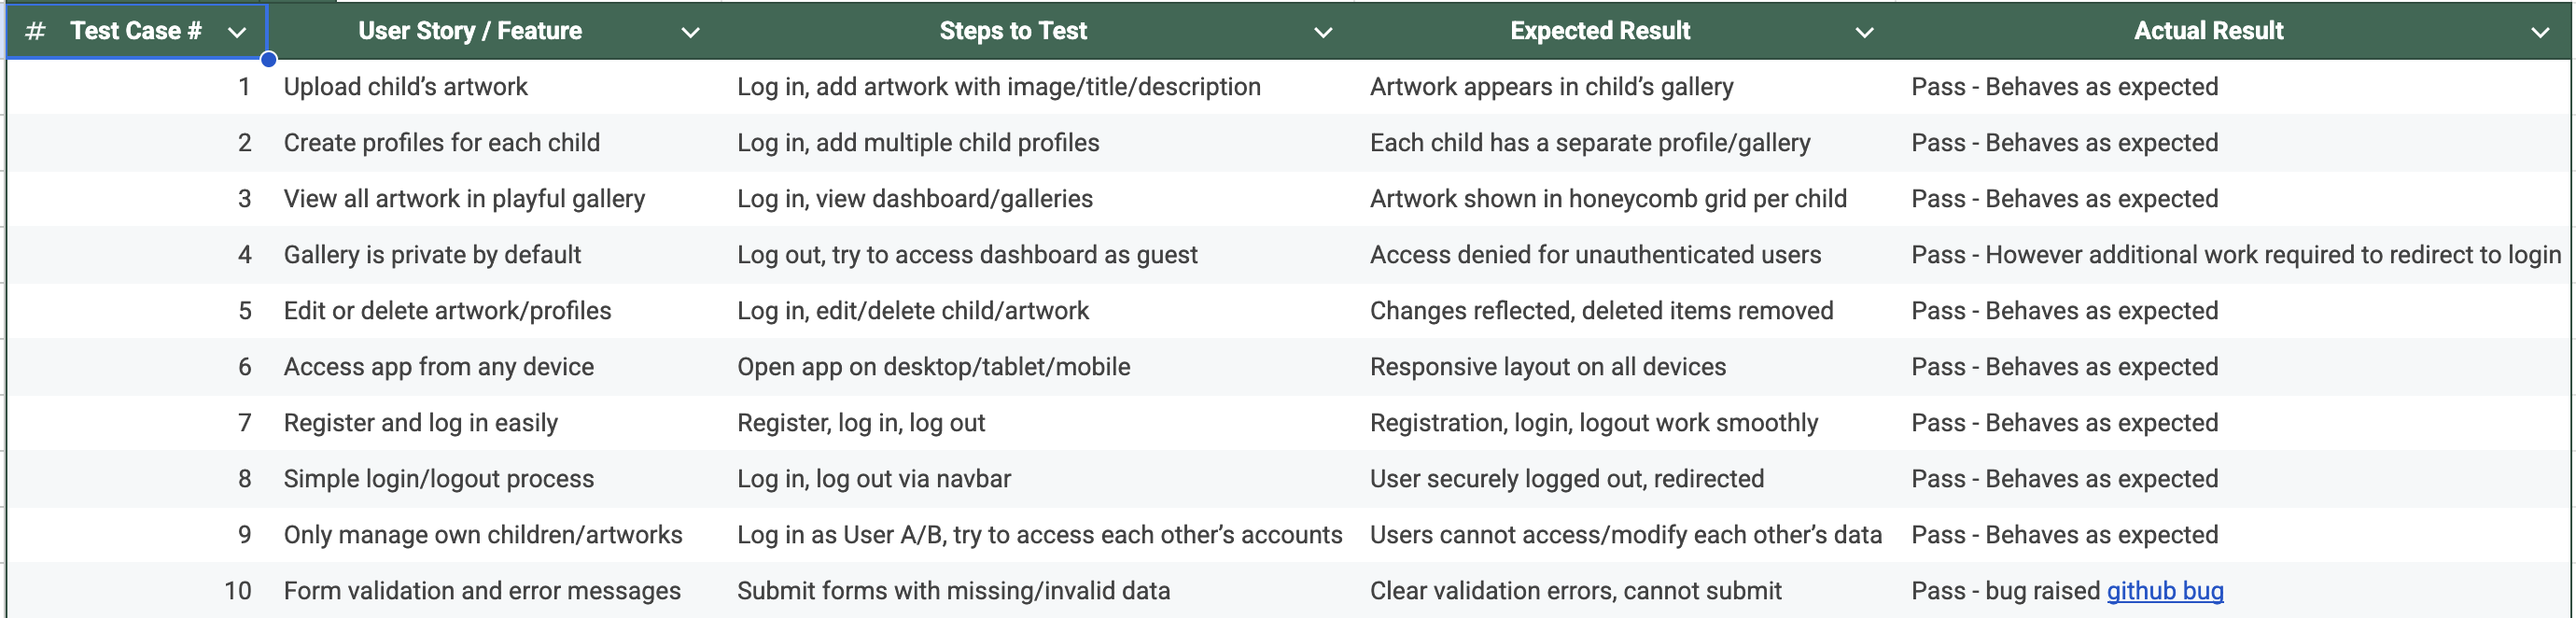 # Test Case # User Story / Feature Steps to Test Expected Result Actual Result
1 Upload child’s artwork Log in, add artwork with image/title/description Artwork appears in child’s gallery Pass - Behaves as expected
2 Create profiles for each child Log in, add multiple child profiles Each child has a separate profile/gallery Pass - Behaves as expected
3 View all artwork in playful gallery Log in, view dashboard/galleries Artwork shown in honeycomb grid per child Pass - Behaves as expected
4 Gallery is private by default Log out, try to access dashboard as guest Access denied for unauthenticated users Pass - However additional work required to redirect to login
5 Edit or delete artwork/profiles Log in, edit/delete child/artwork Changes reflected, deleted items removed Pass - Behaves as expected
6 Access app from any device Open app on desktop/tablet/mobile Responsive layout on all devices Pass - Behaves as expected
7 Register and log in easily Register, log in, log out Registration, login, logout work smoothly Pass - Behaves as expected
8 Simple login/logout process Log in, log out via navbar User securely logged out, redirected Pass - Behaves as expected
9 Only manage own children/artworks Log in as User A/B, try to access each other’s accounts Users cannot access/modify each other’s data Pass - Behaves as expected
10 Form validation and error messages Submit forms with missing/invalid data Clear validation errors, cannot submit Pass - bug raised github bug